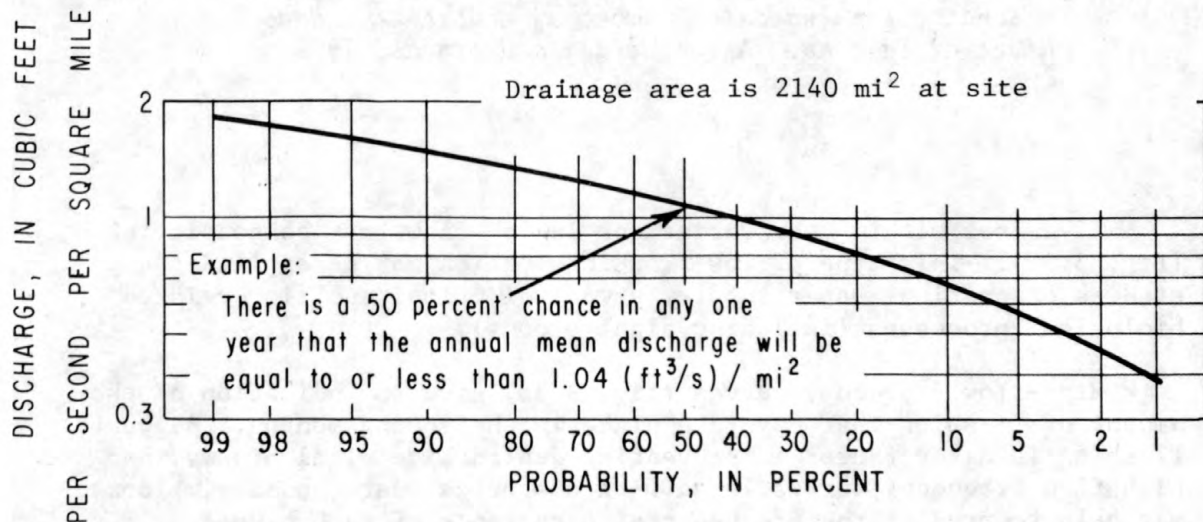 DISCHARGE, IN CUBIC FEET
PER SECOND PER SQUARE MILE
Drainage area is 2140 mi² at site
2
1
0.3
Example:
There is a 50 percent chance in any one
year that the annual mean discharge will be
equal to or less than 1.04 (ft³/s) / mi²
99 98 95 90 80 70 60 50 40 30 20 10 5 2 1
PROBABILITY, IN PERCENT